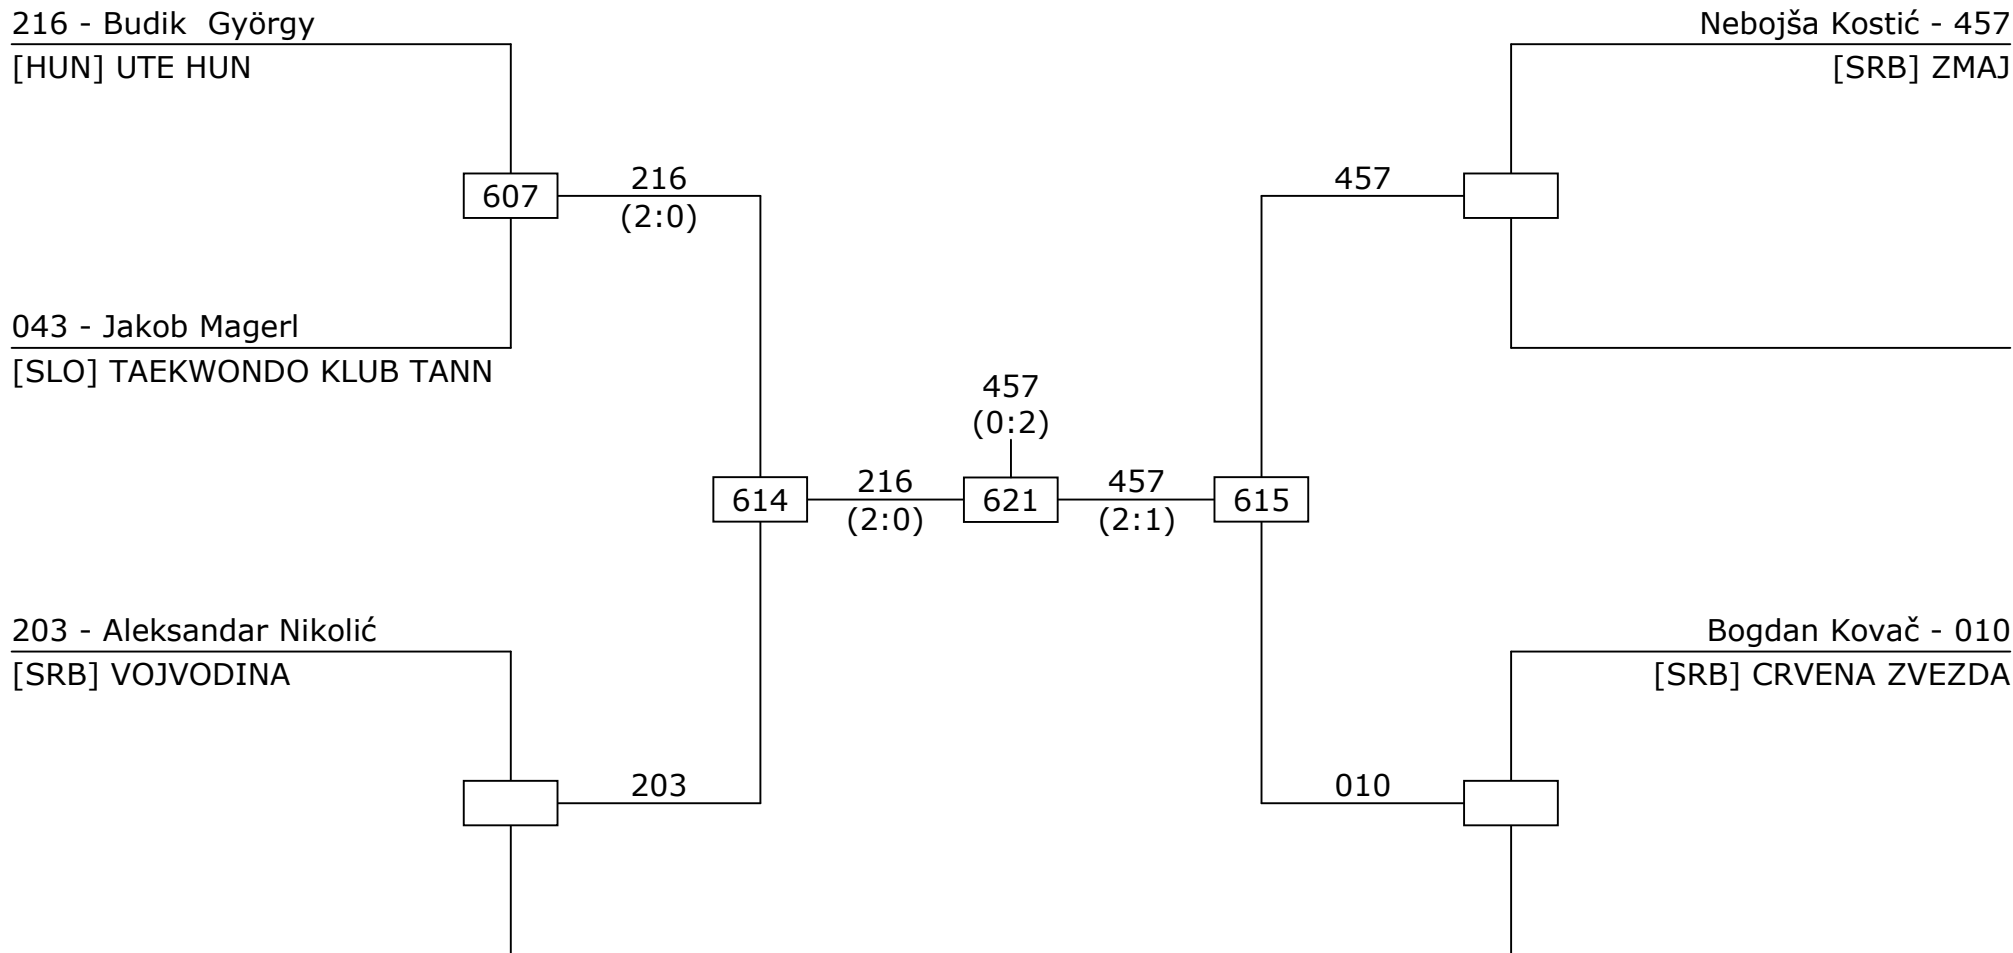 216 - Budik  György
[HUN] UTE HUN
Nebojša Kostić - 457
[SRB] ZMAJ
607
216
(2:0)
457
043 - Jakob Magerl
[SLO] TAEKWONDO KLUB TANN
457
(0:2)
614
216
(2:0)
621
457
(2:1)
615
203 - Aleksandar Nikolić
[SRB] VOJVODINA
Bogdan Kovač - 010
[SRB] CRVENA ZVEZDA
203
010